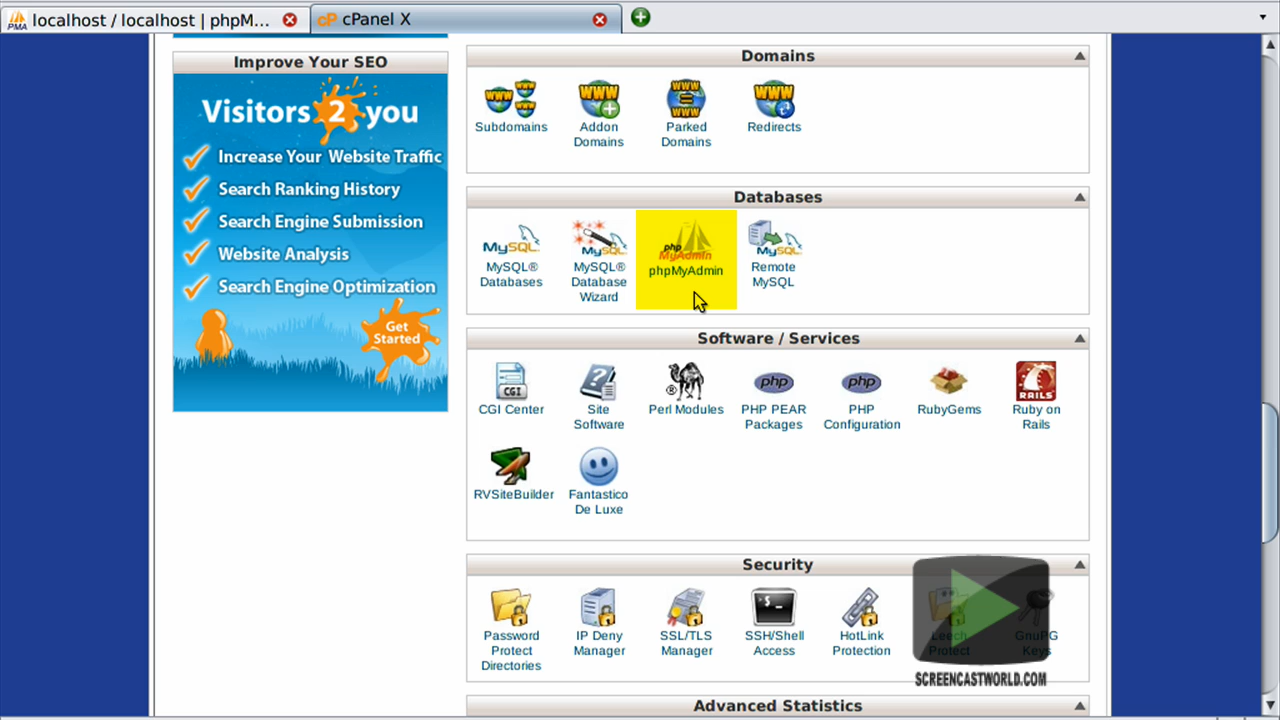 localhost / localhost | phpM...
cPanel X
Improve Your SEO
Visitors 2 you
Increase Your Website Traffic
Search Ranking History
Search Engine Submission
Website Analysis
Search Engine Optimization
Get
Started
Domains
Subdomains
Addon
Domains
Parked
Domains
Redirects
Databases
MySQL®
Databases
MySQL®
Database
Wizard
phpMyAdmin
Remote
MySQL
Software / Services
CGI Center
Site
Software
Perl Modules
PHP PEAR
Packages
PHP
Configuration
RubyGems
Ruby on
Rails
RVSiteBuilder
Fantastico
De Luxe
Security
Password
Protect
Directories
IP Deny
Manager
SSL/TLS
Manager
SSH/Shell
Access
HotLink
Protection
Leech
Protect
GnuPG
Keys
SCREENCASTWORLD.COM
Advanced Statistics